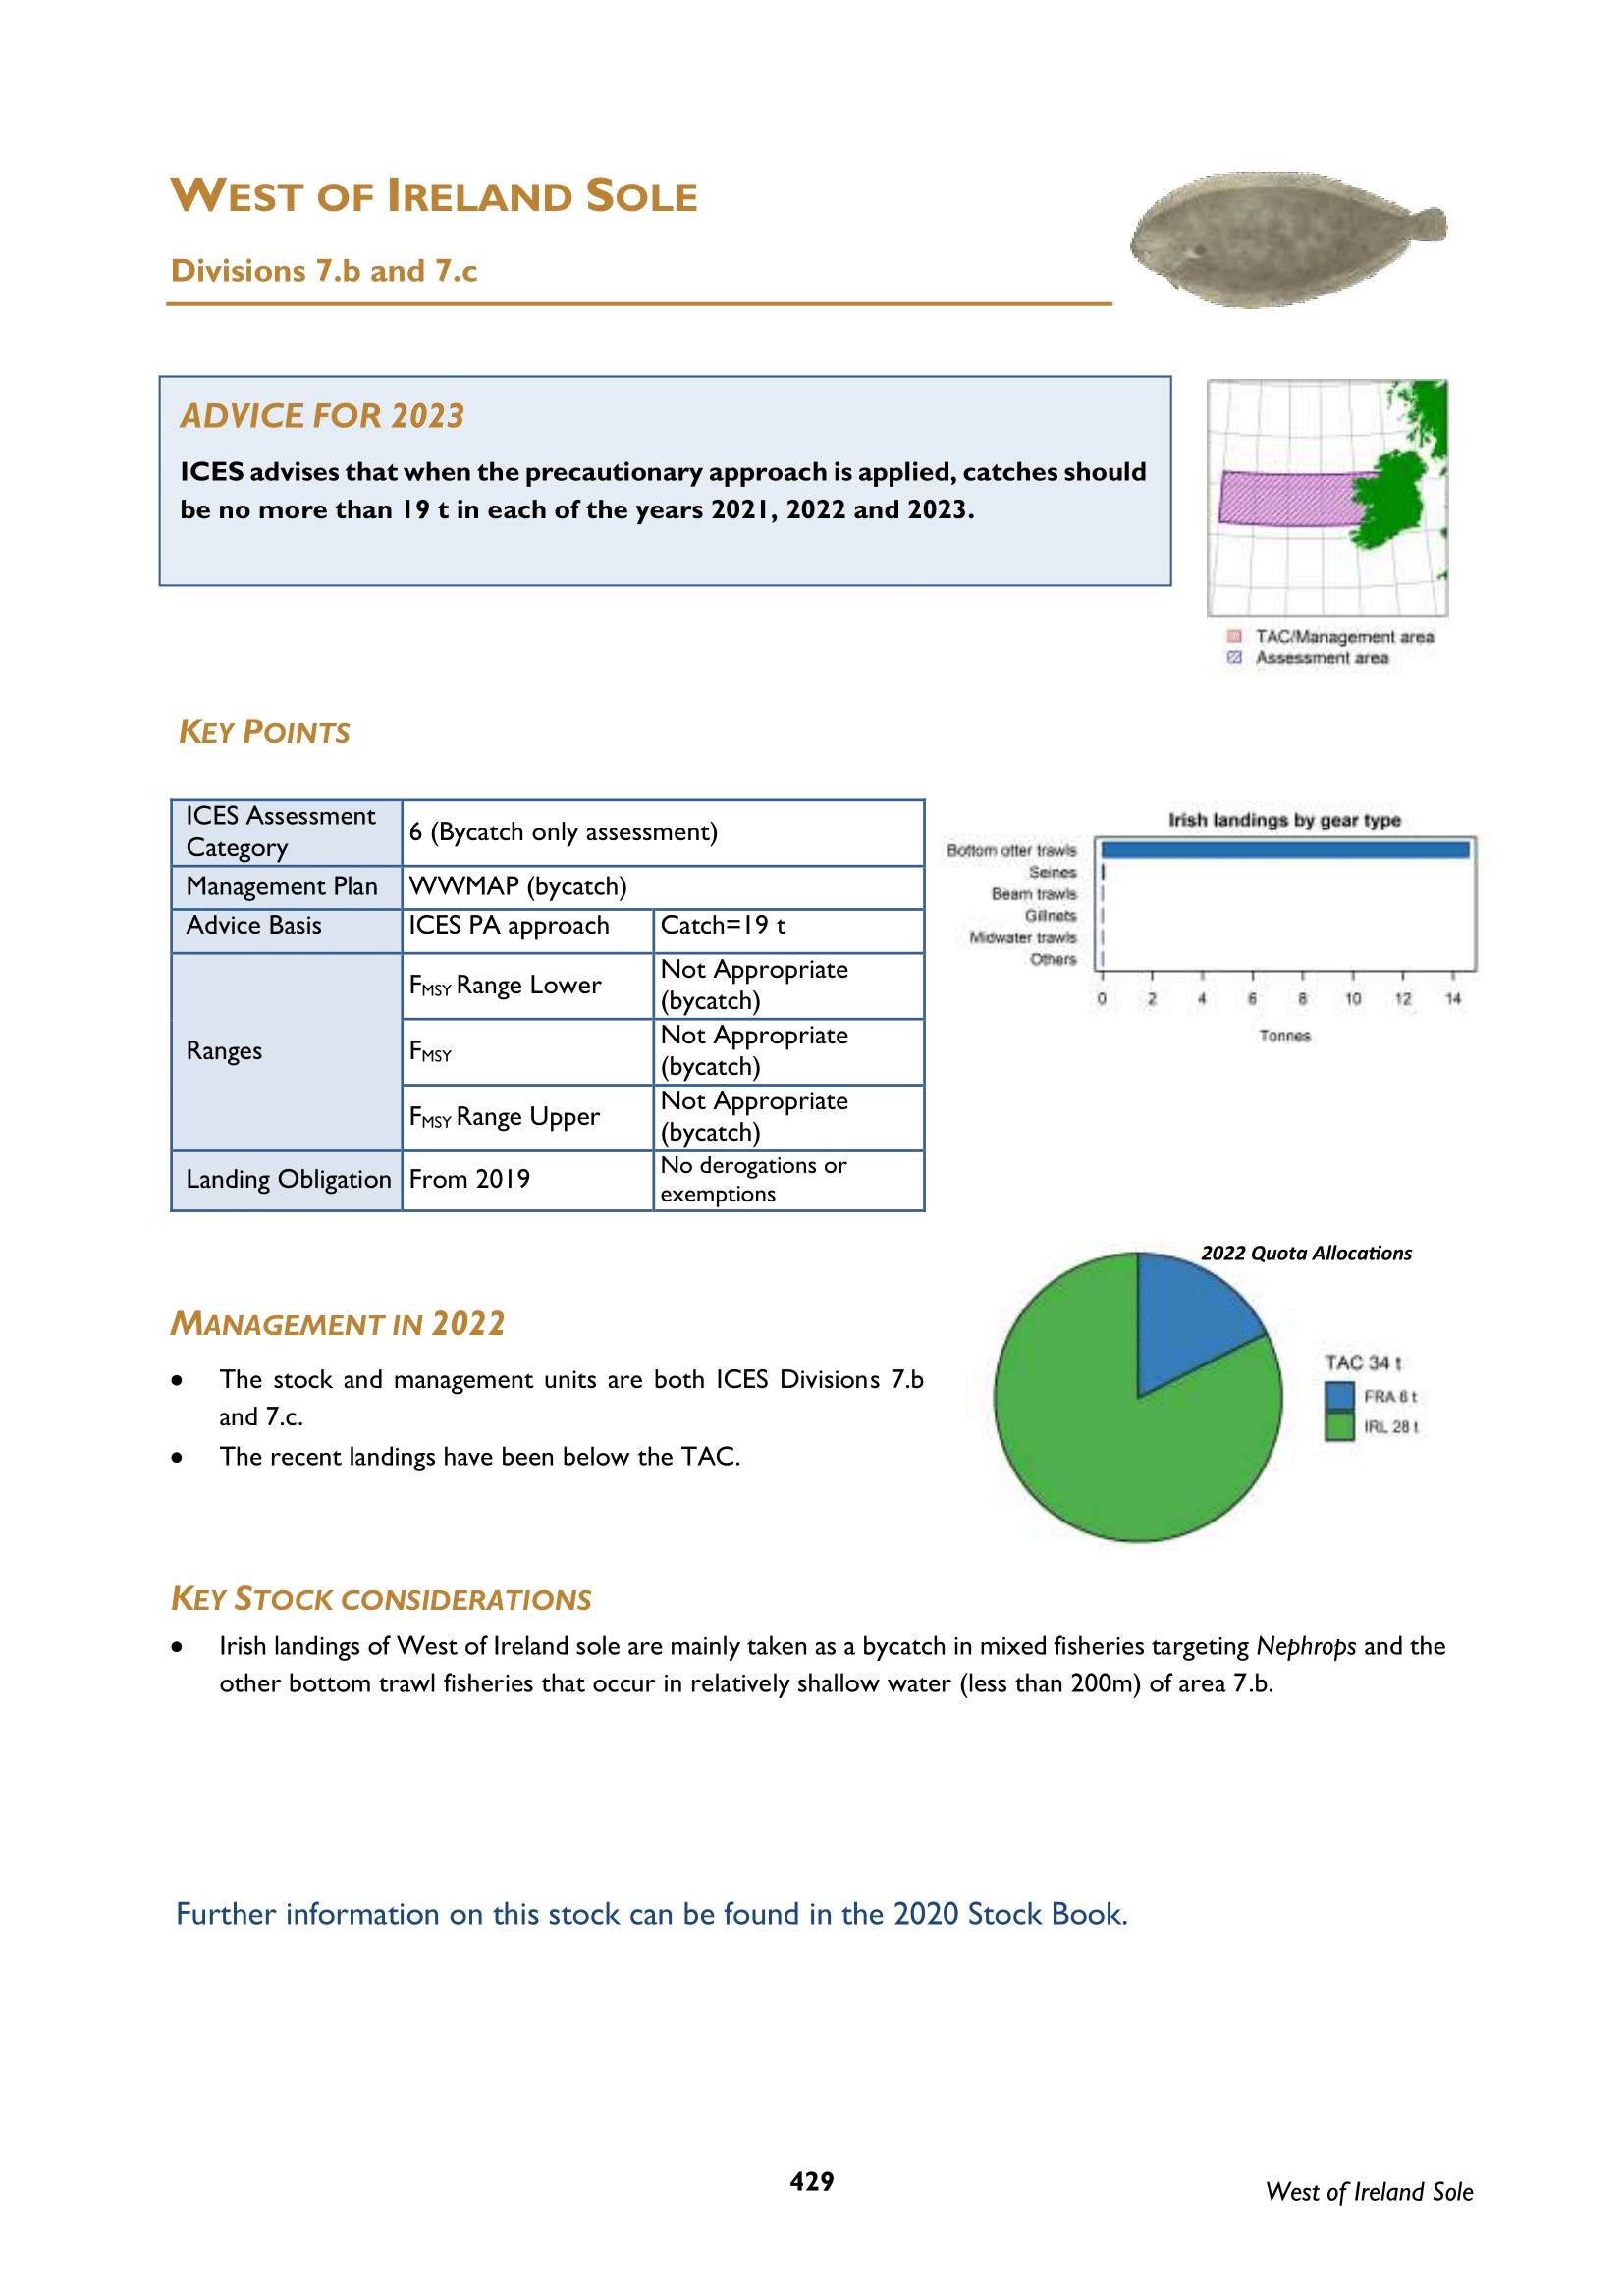 WEST OF IRELAND SOLE
Divisions 7.b and 7.c
ADVICE FOR 2023
ICES advises that when the precautionary approach is applied, catches should
be no more than 19 t in each of the years 2021, 2022 and 2023.
TAC/Management area
Assessment area
KEY POINTS
ICES Assessment
Category
6 (Bycatch only assessment)
Management Plan
WWMAP (bycatch)
Advice Basis
ICES PA approach
Catch=19 t
Ranges
FMSY Range Lower
Not Appropriate
(bycatch)
FMSY
Not Appropriate
(bycatch)
FMSY Range Upper
Not Appropriate
(bycatch)
Landing Obligation
From 2019
No derogations or
exemptions
Irish landings by gear type
Bottom otter trawls
Seines
Beam trawls
Gillnets
Midwater trawls
Others
0 2 4 6 8 10 12 14
Tonnes
2022 Quota Allocations
TAC 34 t
FRA 6 t
IRL 28 t
MANAGEMENT IN 2022
• The stock and management units are both ICES Divisions 7.b
and 7.c.
• The recent landings have been below the TAC.
KEY STOCK CONSIDERATIONS
• Irish landings of West of Ireland sole are mainly taken as a bycatch in mixed fisheries targeting Nephrops and the
other bottom trawl fisheries that occur in relatively shallow water (less than 200m) of area 7.b.
Further information on this stock can be found in the 2020 Stock Book.
429
West of Ireland Sole